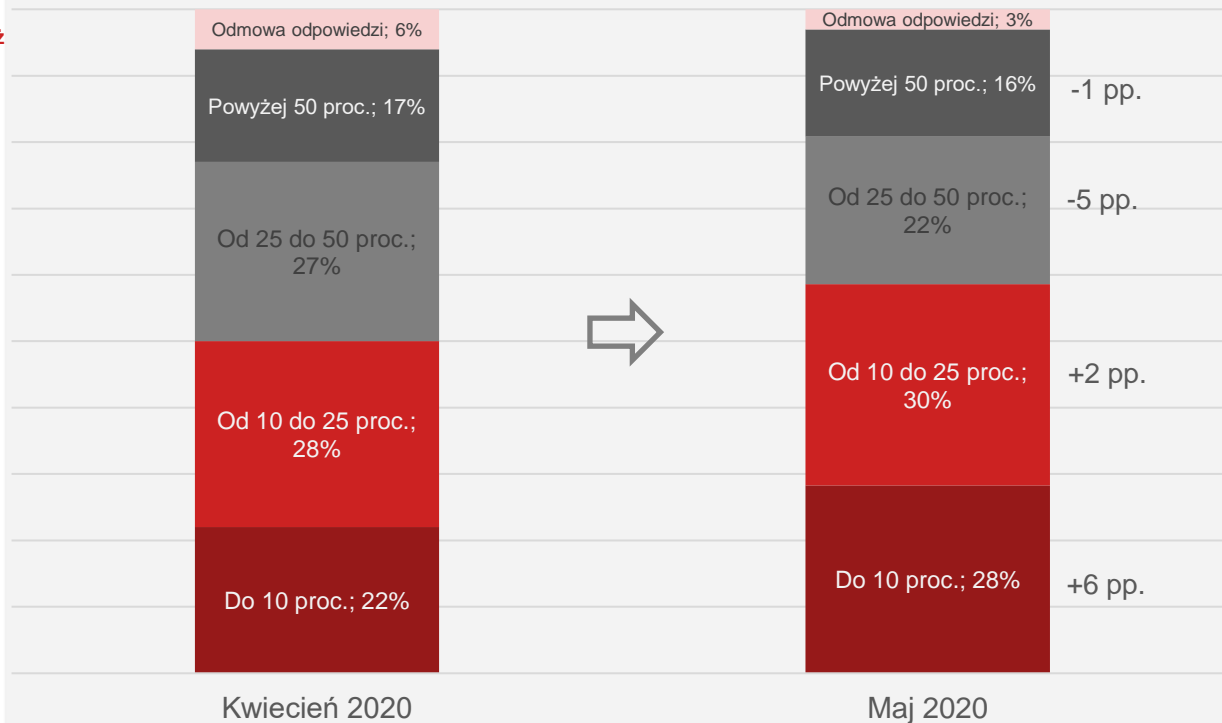 ż
Odmowa odpowiedzi; 6%
Powyżej 50 proc.; 17%
Od 25 do 50 proc.;
27%
Od 10 do 25 proc.;
28%
Do 10 proc.; 22%
Kwiecień 2020
Odmowa odpowiedzi; 3%
Powyżej 50 proc.; 16%
Od 25 do 50 proc.;
22%
Od 10 do 25 proc.;
30%
Do 10 proc.; 28%
Maj 2020
-1 pp.
-5 pp.
+2 pp.
+6 pp.